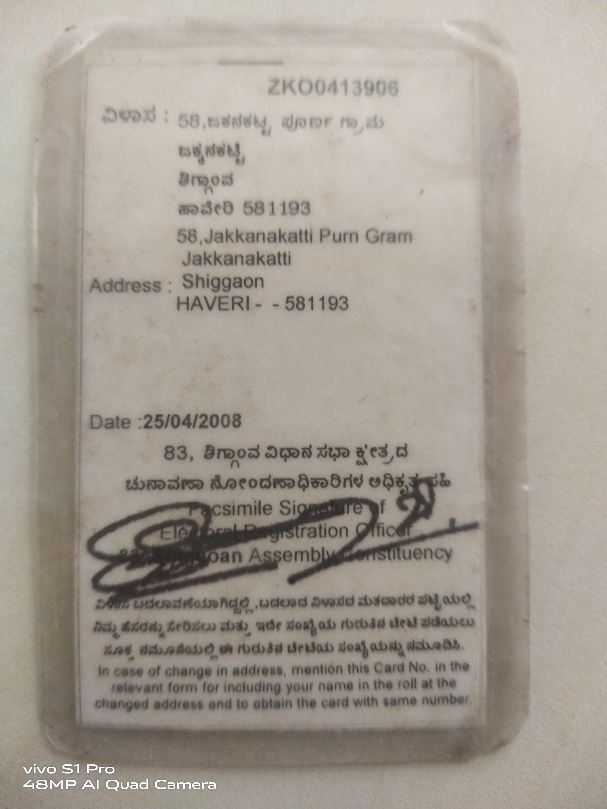 ZKO0413906
ವಿಳಾಸ : 58,ಜಕನಕಟ್ಟಿ ಪೂರ್ಣ ಗ್ರಾಮ
ಜಕ್ಕನಕಟ್ಟಿ
ಶಿಗ್ಗಾಂವ
ಹಾವೇರಿ 581193
58,Jakkanakatti Purn Gram
Jakkanakatti
Address : Shiggaon
HAVERI - - 581193
Date :25/04/2008
83, ಶಿಗ್ಗಾಂವ ವಿಧಾನ ಸಭಾ ಕ್ಷೇತ್ರದ
ಚುನಾವಣಾ ನೋಂದಣಾಧಿಕಾರಿಗಳ ಅಧಿಕೃತ ಸಹಿ
Facsimile Signature of
Electoral Registration Officer
Assembly Constituency
ವಿಳಾಸ ಬದಲಾವಣೆಯಾಗಿದ್ದಲ್ಲಿ ,ಬದಲಾದ ವಿಳಾಸದ ಮತದಾರರ ಪಟ್ಟಿಯಲ್ಲಿ
ನಿಮ್ಮ ಹೆಸರನ್ನು ಸೇರಿಸಲು ಮತ್ತು ಇದೇ ಸಂಖ್ಯೆಯ ಗುರುತಿನ ಚೀಟಿ ಪಡೆಯಲು
ಸೂಕ್ತ ನಮೂನೆಯಲ್ಲಿ ಈ ಗುರುತಿನ ಚೀಟಿಯ ಸಂಖ್ಯೆಯನ್ನು ನಮೂದಿಸಿ.
In case of change in address, mention this Card No. in the
relevant form for including your name in the roll at the
changed address and to obtain the card with same number.
vivo S1 Pro
48MP AI Quad Camera